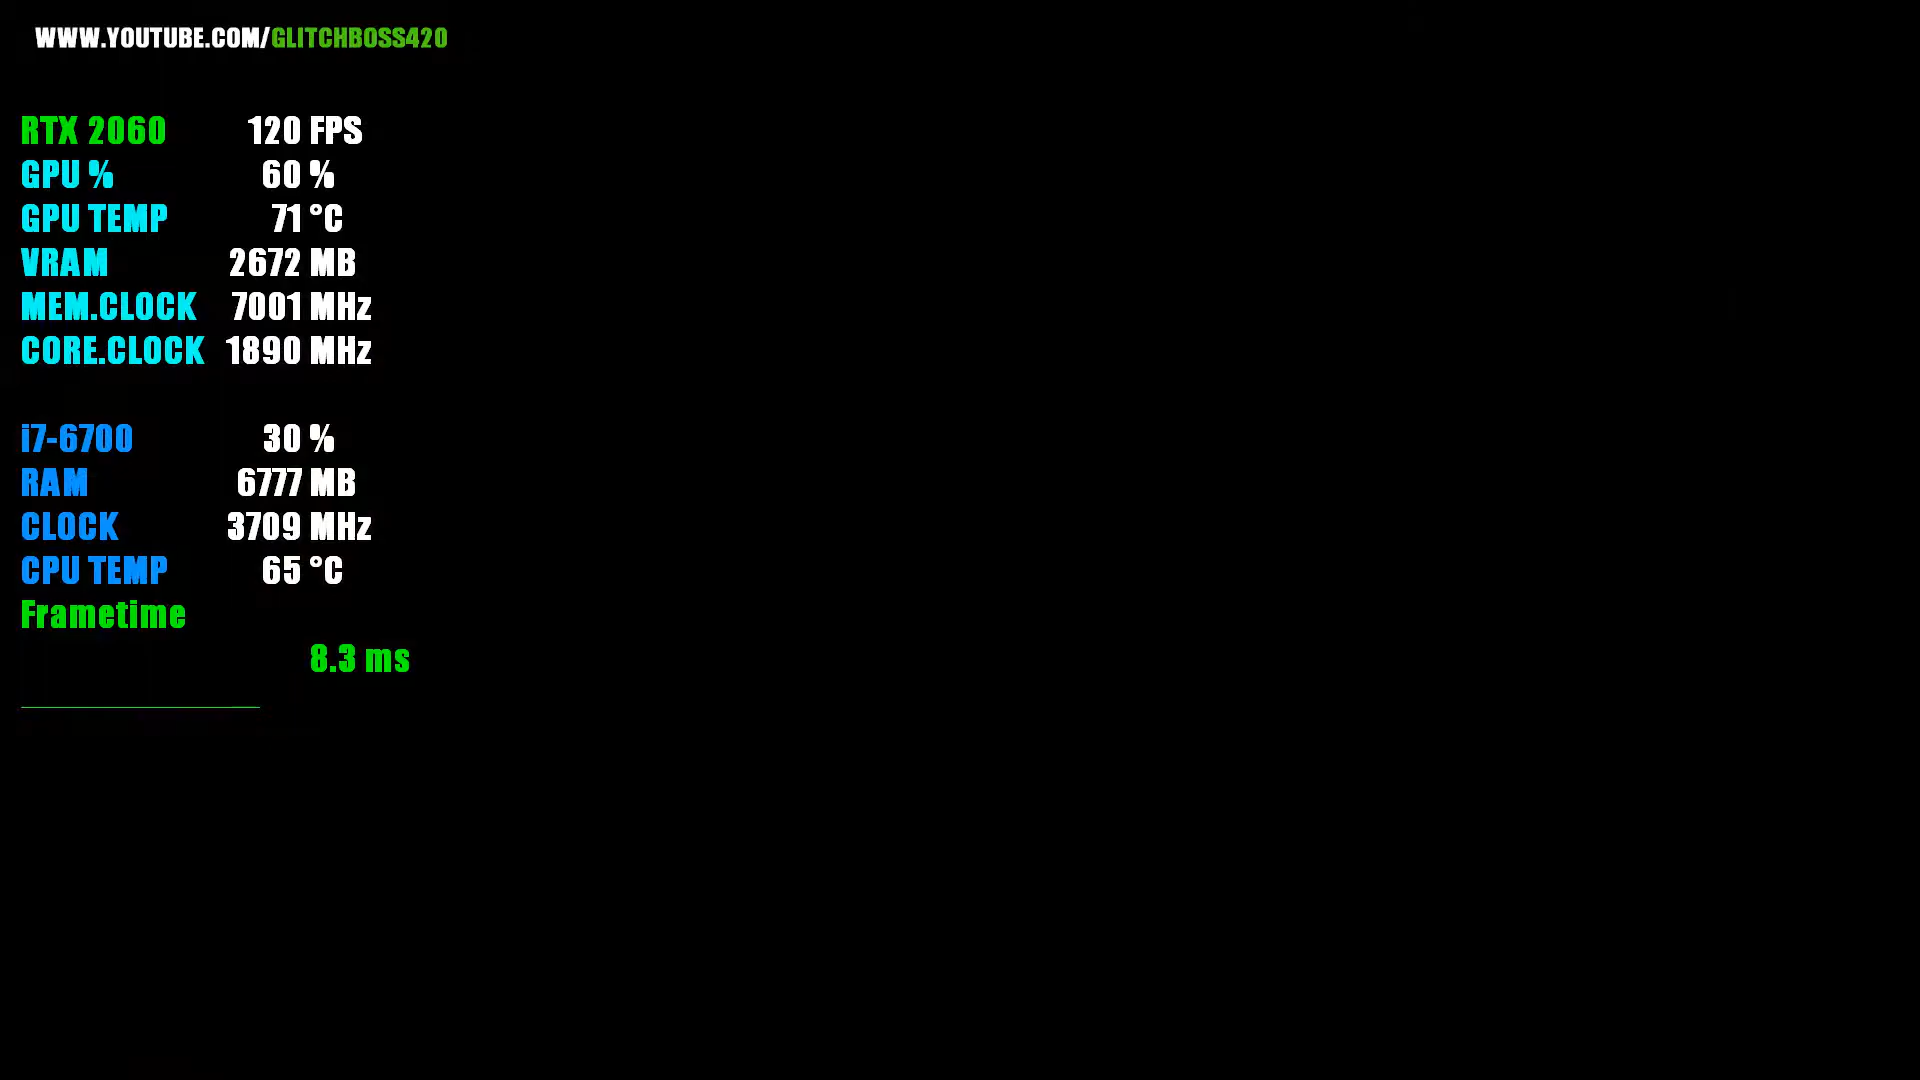 WWW.YOUTUBE.COM/GLITCHBOSS420
RTX 2060 120 FPS
GPU % 60 %
GPU TEMP 71 °C
VRAM 2672 MB
MEM.CLOCK 7001 MHz
CORE.CLOCK 1890 MHz
i7-6700 30 %
RAM 6777 MB
CLOCK 3709 MHz
CPU TEMP 65 °C
Frametime
8.3 ms